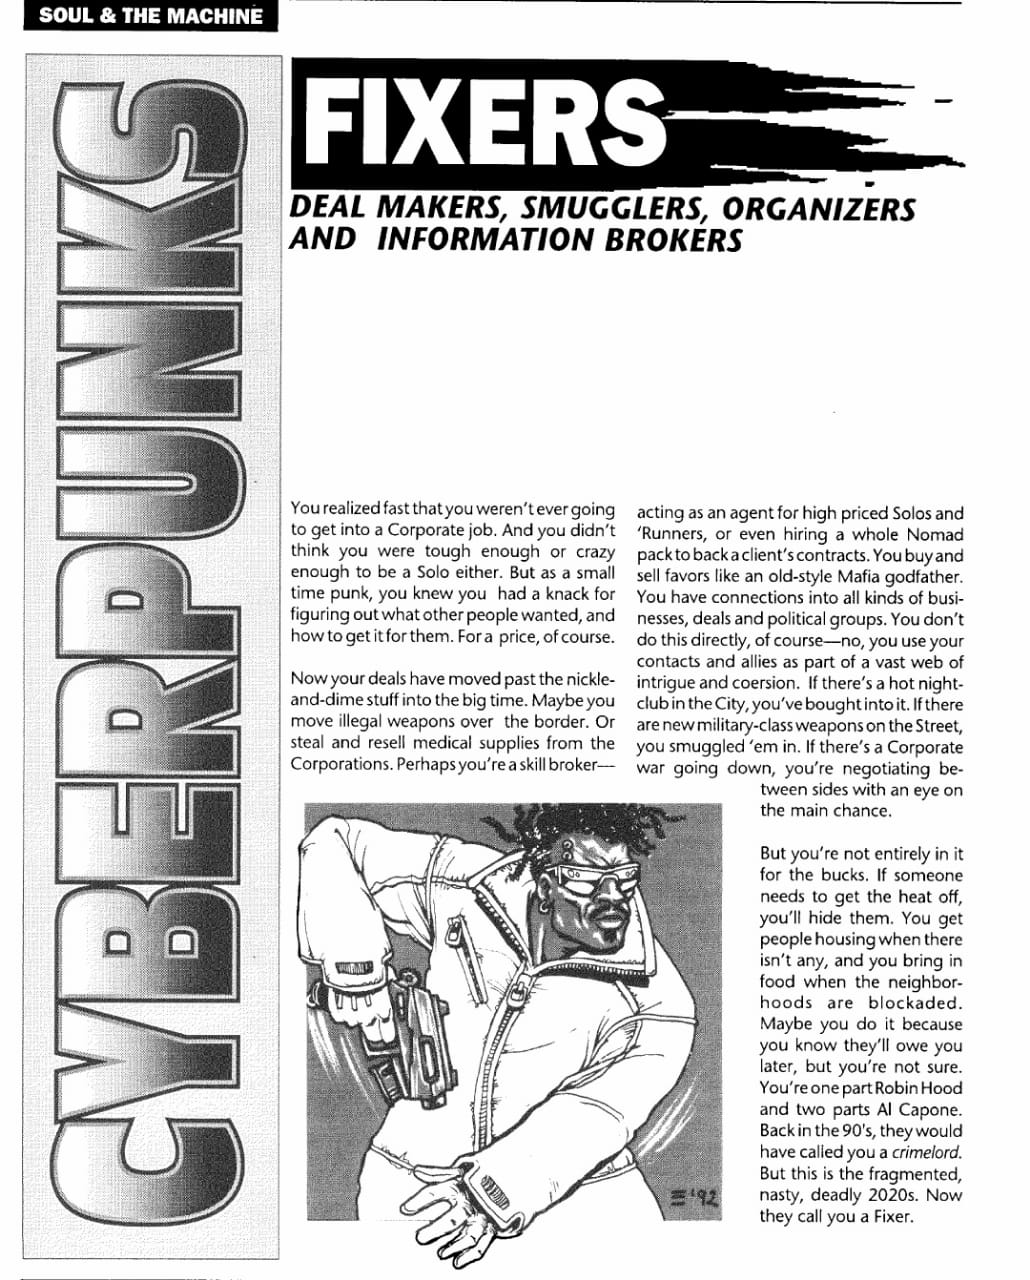 SOUL & THE MACHINE
CYBERPUNKS
FIXERS
DEAL MAKERS, SMUGGLERS, ORGANIZERS
AND INFORMATION BROKERS
You realized fast that you weren't ever going
to get into a Corporate job. And you didn't
think you were tough enough or crazy
enough to be a Solo either. But as a small
time punk, you knew you had a knack for
figuring out what other people wanted, and
how to get it for them. For a price, of course.
Now your deals have moved past the nickle-
and-dime stuff into the big time. Maybe you
move illegal weapons over the border. Or
steal and resell medical supplies from the
Corporations. Perhaps you're a skill broker—
acting as an agent for high priced Solos and
'Runners, or even hiring a whole Nomad
pack to back a client's contracts. You buy and
sell favors like an old-style Mafia godfather.
You have connections into all kinds of busi-
nesses, deals and political groups. You don't
do this directly, of course—no, you use your
contacts and allies as part of a vast web of
intrigue and coersion. If there's a hot night-
club in the City, you've bought into it. If there
are new military-class weapons on the Street,
you smuggled 'em in. If there's a Corporate
war going down, you're negotiating be-
tween sides with an eye on
the main chance.
But you're not entirely in it
for the bucks. If someone
needs to get the heat off,
you'll hide them. You get
people housing when there
isn't any, and you bring in
food when the neighbor-
hoods are blockaded.
Maybe you do it because
you know they'll owe you
later, but you're not sure.
You're one part Robin Hood
and two parts Al Capone.
Back in the 90's, they would
have called you a crimelord.
But this is the fragmented,
nasty, deadly 2020s. Now
they call you a Fixer.
E '92